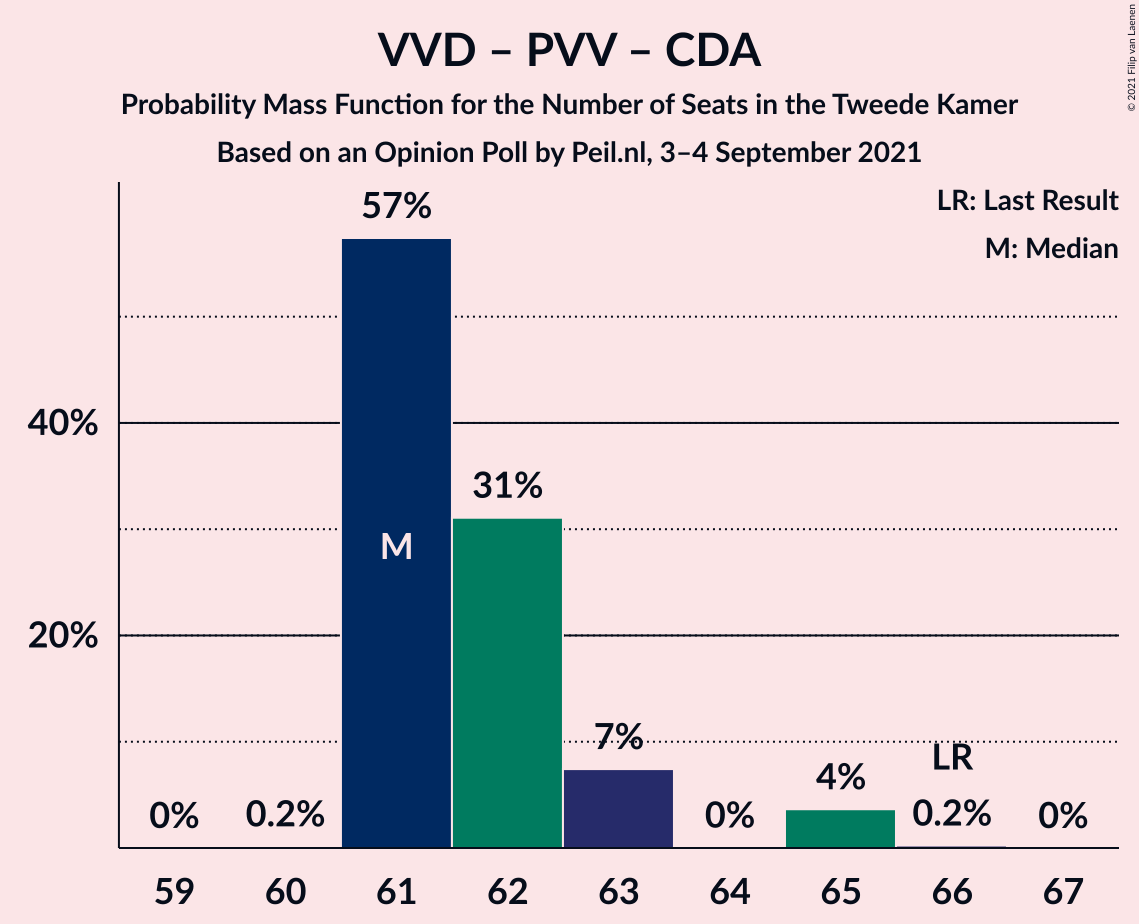 VVD – PVV – CDA
Probability Mass Function for the Number of Seats in the Tweede Kamer
Based on an Opinion Poll by Peil.nl, 3–4 September 2021
© 2021 Filip van Laenen
LR: Last Result
M: Median
57%
40%
31%
M
20%
7%
LR
4%
0%
0.2%
0%
0.2%
0%
59 60 61 62 63 64 65 66 67